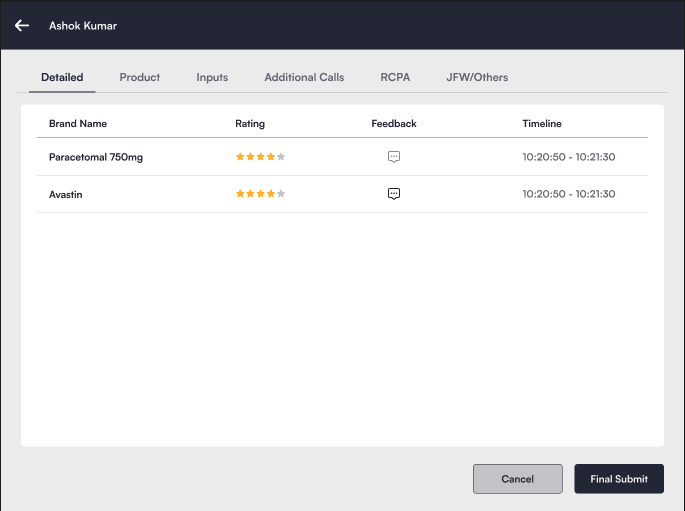 Ashok Kumar
Detailed Product Inputs Additional Calls RCPA JFW/Others
Brand Name Rating Feedback Timeline
Paracetomal 750mg 10:20:50 - 10:21:30
Avastin 10:20:50 - 10:21:30
Cancel Final Submit